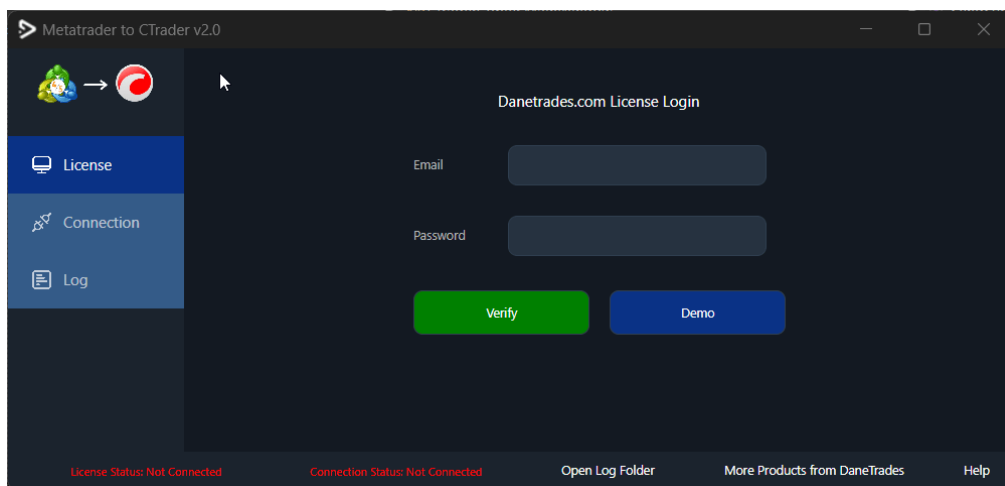 Metatrader to CTrader v2.0
Danetrades.com License Login
License
Email
Connection
Password
Log
Verify
Demo
License Status: Not Connected
Connection Status: Not Connected
Open Log Folder
More Products from DaneTrades
Help